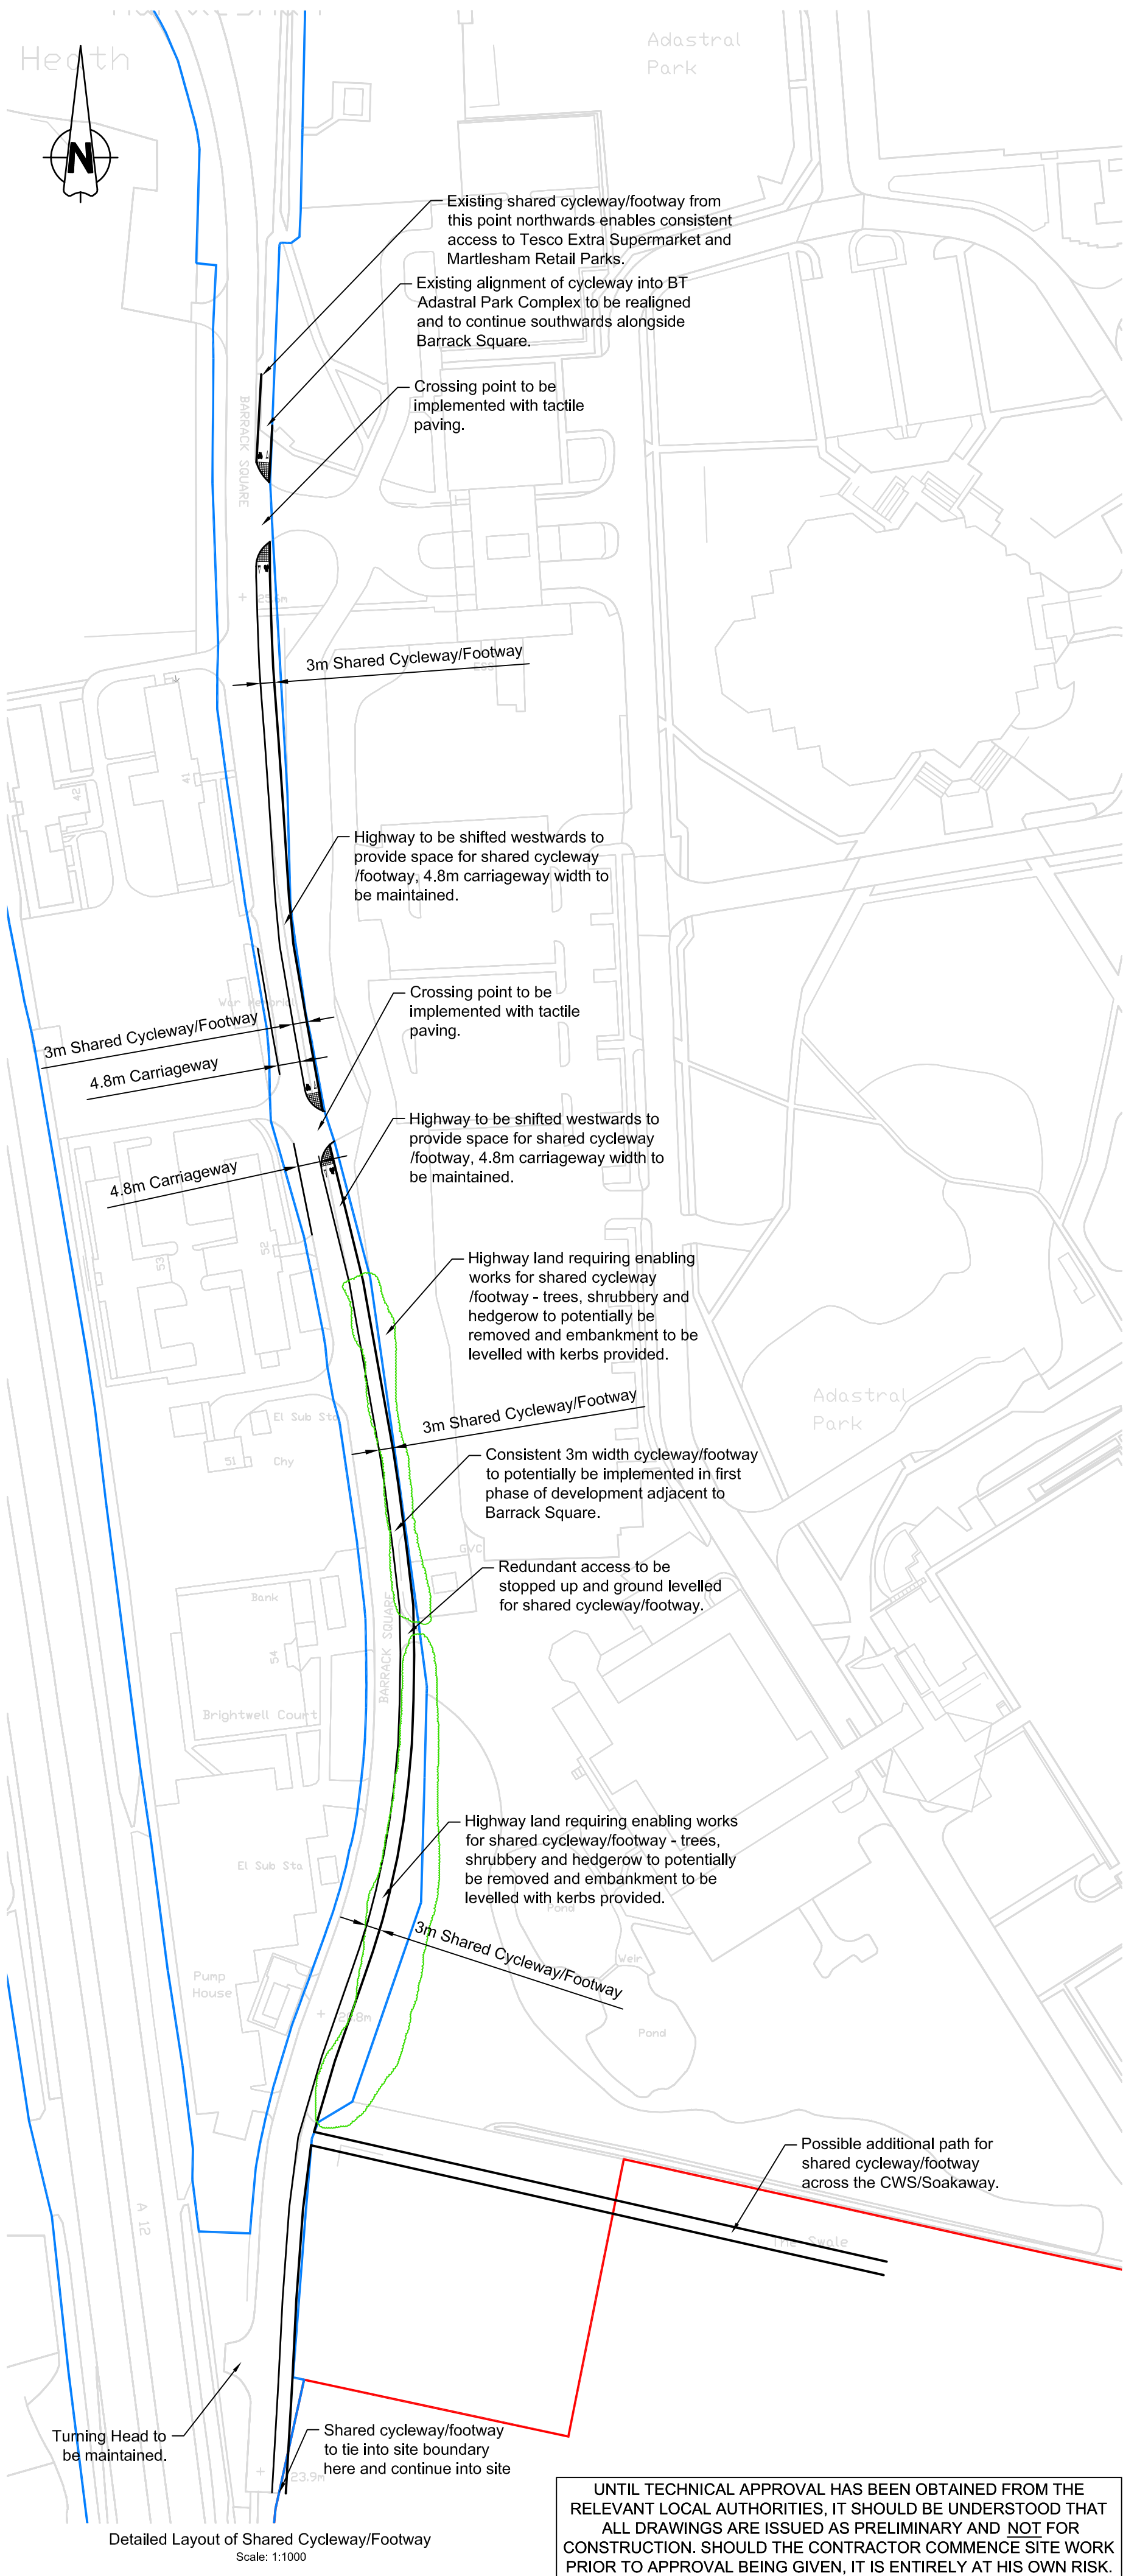 Heath
Adastral
Park
N
Existing shared cycleway/footway from
this point northwards enables consistent
access to Tesco Extra Supermarket and
Martlesham Retail Parks.
Existing alignment of cycleway into BT
Adastral Park Complex to be realigned
and to continue southwards alongside
Barrack Square.
Crossing point to be
implemented with tactile
paving.
BARRACK SQUARE
3m Shared Cycleway/Footway
ESS
41
42
Highway to be shifted westwards to
provide space for shared cycleway
/footway, 4.8m carriageway width to
be maintained.
Crossing point to be
implemented with tactile
paving.
War Memorial
3m Shared Cycleway/Footway
4.8m Carriageway
Highway to be shifted westwards to
provide space for shared cycleway
/footway, 4.8m carriageway width to
be maintained.
4.8m Carriageway
52
53
Highway land requiring enabling
works for shared cycleway
/footway - trees, shrubbery and
hedgerow to potentially be
removed and embankment to be
levelled with kerbs provided.
Adastral
Park
3m Shared Cycleway/Footway
El Sub Sta
51
Chy
Consistent 3m width cycleway/footway
to potentially be implemented in first
phase of development adjacent to
Barrack Square.
GVC
Redundant access to be
stopped up and ground levelled
for shared cycleway/footway.
Bank
54
BARRACK SQUARE
Brightwell Court
Highway land requiring enabling works
for shared cycleway/footway - trees,
shrubbery and hedgerow to potentially
be removed and embankment to be
levelled with kerbs provided.
El Sub Sta
Pond
3m Shared Cycleway/Footway
Weir
Pump
House
Pond
Possible additional path for
shared cycleway/footway
across the CWS/Soakaway.
A 12
The Swale
Turning Head to
be maintained.
Shared cycleway/footway
to tie into site boundary
here and continue into site
23.9m
Detailed Layout of Shared Cycleway/Footway
Scale: 1:1000
UNTIL TECHNICAL APPROVAL HAS BEEN OBTAINED FROM THE
RELEVANT LOCAL AUTHORITIES, IT SHOULD BE UNDERSTOOD THAT
ALL DRAWINGS ARE ISSUED AS PRELIMINARY AND NOT FOR
CONSTRUCTION. SHOULD THE CONTRACTOR COMMENCE SITE WORK
PRIOR TO APPROVAL BEING GIVEN, IT IS ENTIRELY AT HIS OWN RISK.